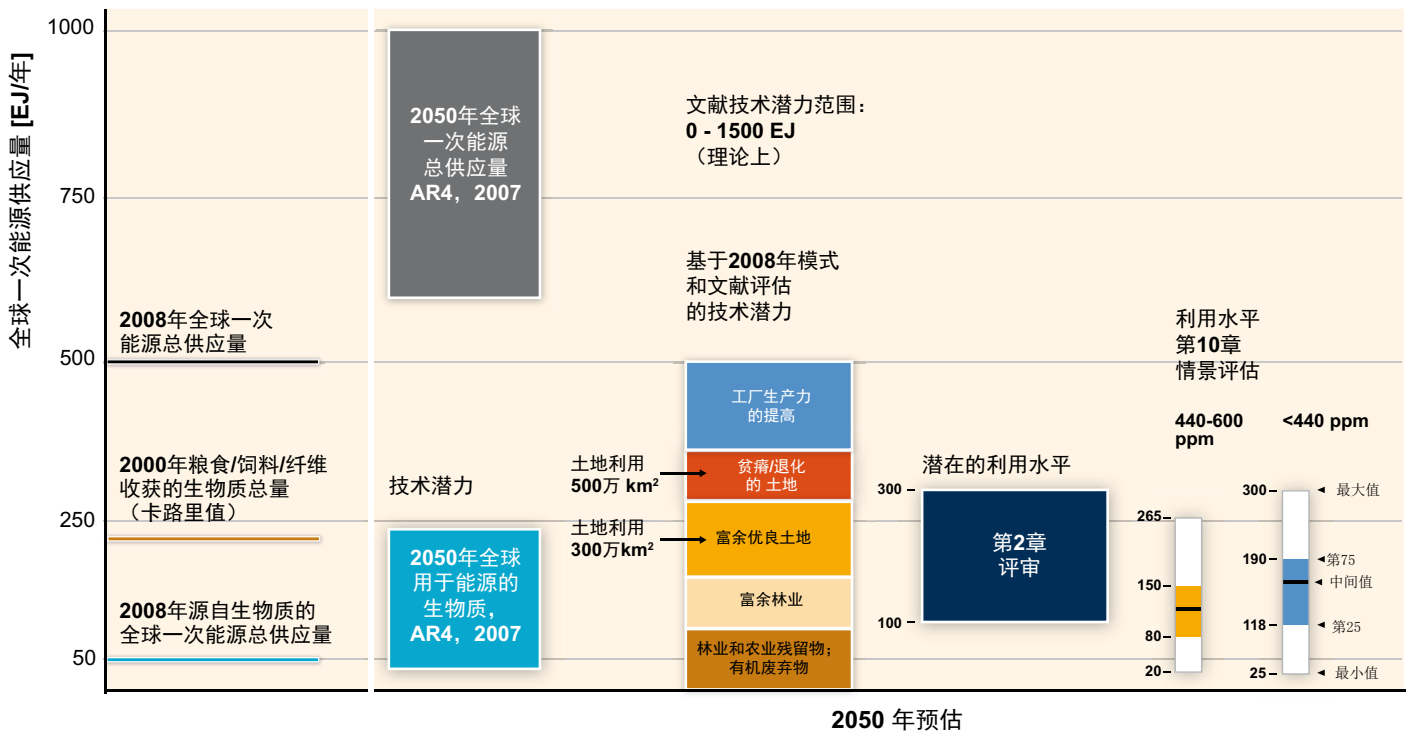 全球一次能源供应量 [EJ/年]
1000
750
500
250
50
2008年全球一次
能源总供应量
2000年粮食/饲料/纤维
收获的生物质总量
（卡路里值）
2008年源自生物质的
全球一次能源总供应量
2050年全球
一次能源
总供应量
AR4，2007
技术潜力
2050年全球
用于能源的
生物质，
AR4，2007
文献技术潜力范围：
0 - 1500 EJ
（理论上）
基于2008年模式
和文献评估
的技术潜力
工厂生产力
的提高
土地利用
500万 km²
贫瘠/退化
的 土地
土地利用
300万km²
富余优良土地
富余林业
林业和农业残留物；
有机废弃物
潜在的利用水平
300
第2章
评审
100
利用水平
第10章
情景评估
440-600
ppm
265
150
80
20
<440 ppm
300
190
118
25
最大值
第75
中间值
第25
最小值
2050 年预估